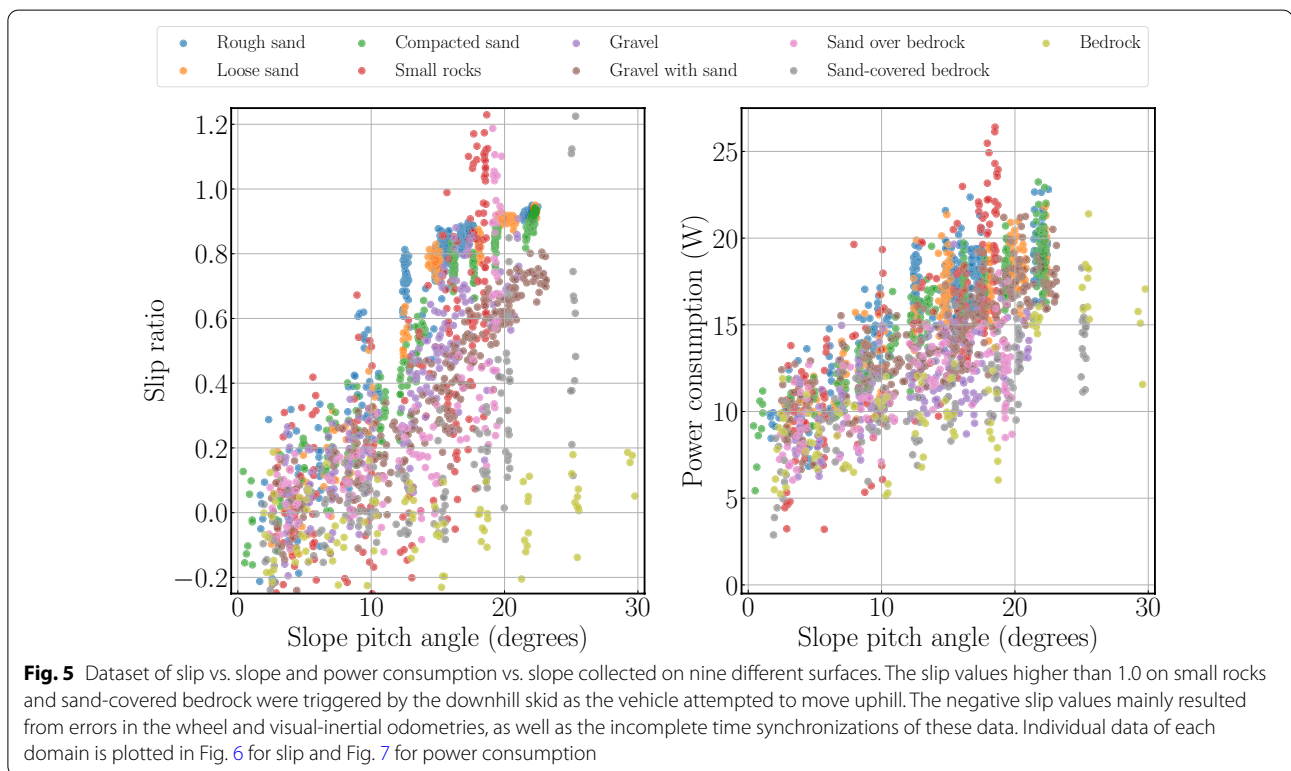 Rough sand
Loose sand
Compacted sand
Small rocks
Gravel
Gravel with sand
Sand over bedrock
Sand-covered bedrock
Bedrock
1.2
1.0
0.8
0.6
0.4
0.2
0.0
−0.2
Slip ratio
0
10
20
30
Slope pitch angle (degrees)
25
20
15
10
5
0
Power consumption (W)
0
10
20
30
Slope pitch angle (degrees)
Fig. 5 Dataset of slip vs. slope and power consumption vs. slope collected on nine different surfaces. The slip values higher than 1.0 on small rocks
and sand-covered bedrock were triggered by the downhill skid as the vehicle attempted to move uphill. The negative slip values mainly resulted
from errors in the wheel and visual-inertial odometries, as well as the incomplete time synchronizations of these data. Individual data of each
domain is plotted in Fig. 6 for slip and Fig. 7 for power consumption